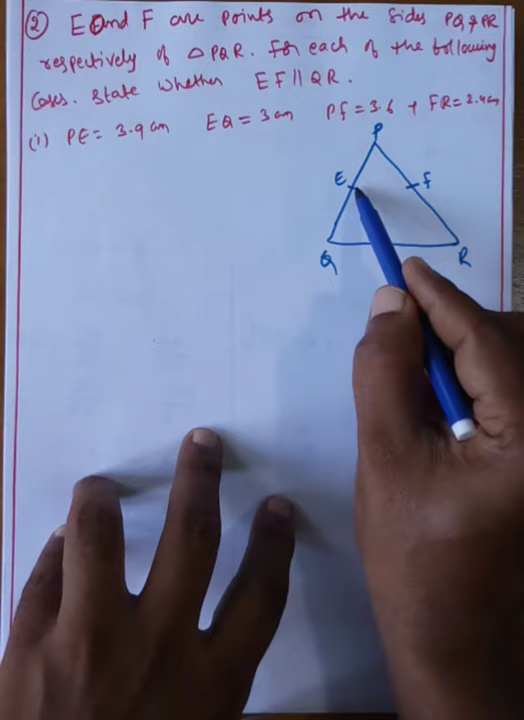 ② E and F are points on the sides PQ & PR
respectively of △ PQR. For each of the following
Cases. State whether EF || QR.
(i) PE = 3.9 cm EQ = 3 cm Pf = 3.6 + FR = 2.4 cm
P
E f
Q R